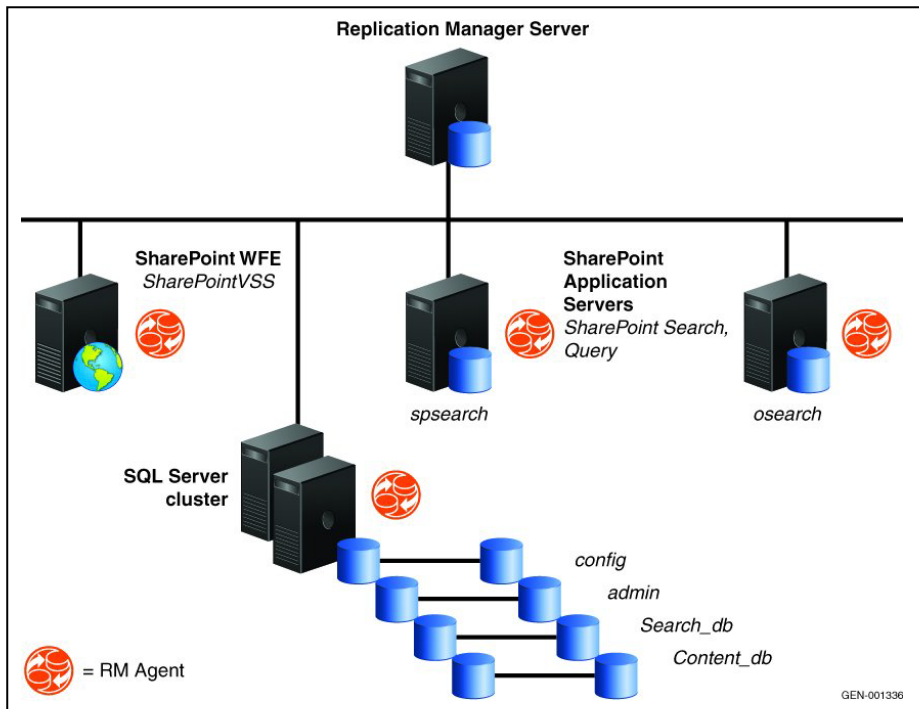 Replication Manager Server
SharePoint WFE
SharePointVSS
SharePoint
Application
Servers
SharePoint Search,
Query
spsearch
osearch
SQL Server
cluster
config
admin
Search_db
Content_db
= RM Agent
GEN-001336